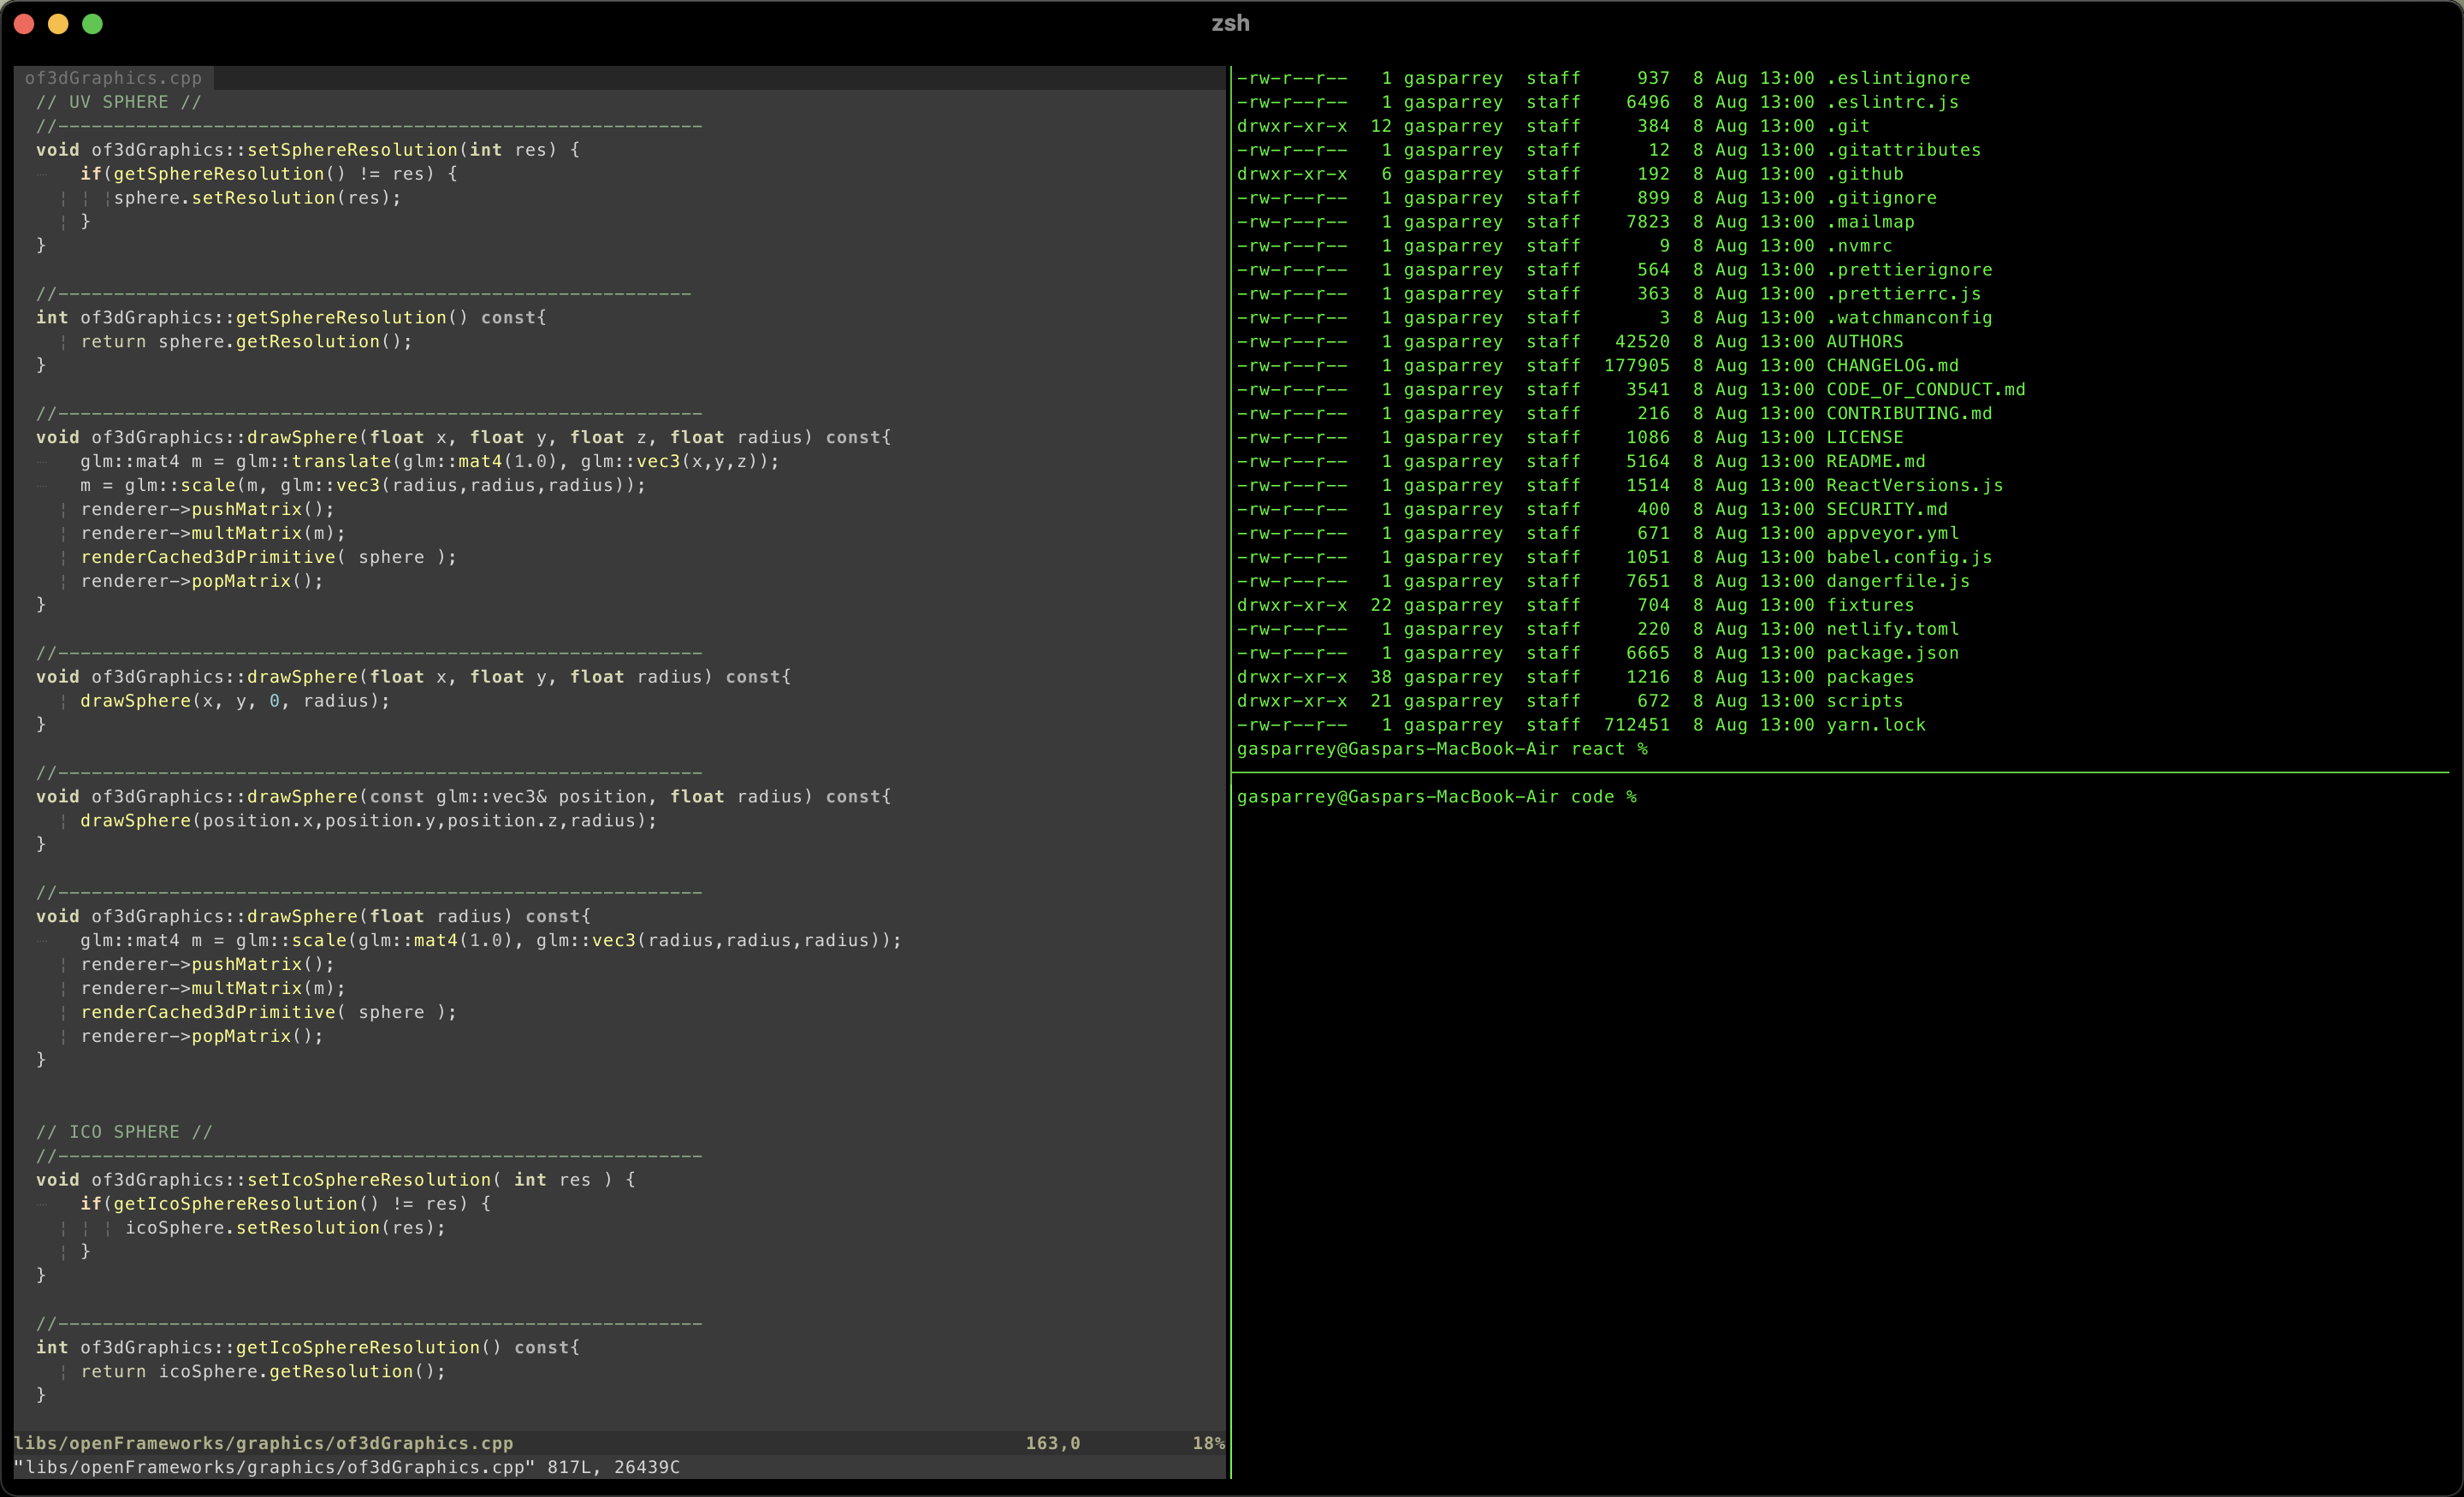 zsh
of3dGraphics.cpp
// UV SPHERE //
//----------------------------------------------------------
void of3dGraphics::setSphereResolution(int res) {
    if(getSphereResolution() != res) {
       sphere.setResolution(res);
    }
}

//---------------------------------------------------------
int of3dGraphics::getSphereResolution() const{
    return sphere.getResolution();
}

//----------------------------------------------------------
void of3dGraphics::drawSphere(float x, float y, float z, float radius) const{
    glm::mat4 m = glm::translate(glm::mat4(1.0), glm::vec3(x,y,z));
    m = glm::scale(m, glm::vec3(radius,radius,radius));
    renderer->pushMatrix();
    renderer->multMatrix(m);
    renderCached3dPrimitive( sphere );
    renderer->popMatrix();
}

//----------------------------------------------------------
void of3dGraphics::drawSphere(float x, float y, float radius) const{
    drawSphere(x, y, 0, radius);
}

//----------------------------------------------------------
void of3dGraphics::drawSphere(const glm::vec3& position, float radius) const{
    drawSphere(position.x,position.y,position.z,radius);
}

//----------------------------------------------------------
void of3dGraphics::drawSphere(float radius) const{
    glm::mat4 m = glm::scale(glm::mat4(1.0), glm::vec3(radius,radius,radius));
    renderer->pushMatrix();
    renderer->multMatrix(m);
    renderCached3dPrimitive( sphere );
    renderer->popMatrix();
}

// ICO SPHERE //
//----------------------------------------------------------
void of3dGraphics::setIcoSphereResolution( int res ) {
    if(getIcoSphereResolution() != res) {
        icoSphere.setResolution(res);
    }
}

//----------------------------------------------------------
int of3dGraphics::getIcoSphereResolution() const{
    return icoSphere.getResolution();
}
libs/openFrameworks/graphics/of3dGraphics.cpp 163,0 18%
"libs/openFrameworks/graphics/of3dGraphics.cpp" 817L, 26439C
-rw-r--r--   1 gasparrey  staff     937  8 Aug 13:00 .eslintignore
-rw-r--r--   1 gasparrey  staff    6496  8 Aug 13:00 .eslintrc.js
drwxr-xr-x  12 gasparrey  staff     384  8 Aug 13:00 .git
-rw-r--r--   1 gasparrey  staff      12  8 Aug 13:00 .gitattributes
drwxr-xr-x   6 gasparrey  staff     192  8 Aug 13:00 .github
-rw-r--r--   1 gasparrey  staff     899  8 Aug 13:00 .gitignore
-rw-r--r--   1 gasparrey  staff    7823  8 Aug 13:00 .mailmap
-rw-r--r--   1 gasparrey  staff       9  8 Aug 13:00 .nvmrc
-rw-r--r--   1 gasparrey  staff     564  8 Aug 13:00 .prettierignore
-rw-r--r--   1 gasparrey  staff     363  8 Aug 13:00 .prettierrc.js
-rw-r--r--   1 gasparrey  staff       3  8 Aug 13:00 .watchmanconfig
-rw-r--r--   1 gasparrey  staff   42520  8 Aug 13:00 AUTHORS
-rw-r--r--   1 gasparrey  staff  177905  8 Aug 13:00 CHANGELOG.md
-rw-r--r--   1 gasparrey  staff    3541  8 Aug 13:00 CODE_OF_CONDUCT.md
-rw-r--r--   1 gasparrey  staff     216  8 Aug 13:00 CONTRIBUTING.md
-rw-r--r--   1 gasparrey  staff    1086  8 Aug 13:00 LICENSE
-rw-r--r--   1 gasparrey  staff    5164  8 Aug 13:00 README.md
-rw-r--r--   1 gasparrey  staff    1514  8 Aug 13:00 ReactVersions.js
-rw-r--r--   1 gasparrey  staff     400  8 Aug 13:00 SECURITY.md
-rw-r--r--   1 gasparrey  staff     671  8 Aug 13:00 appveyor.yml
-rw-r--r--   1 gasparrey  staff    1051  8 Aug 13:00 babel.config.js
-rw-r--r--   1 gasparrey  staff    7651  8 Aug 13:00 dangerfile.js
drwxr-xr-x  22 gasparrey  staff     704  8 Aug 13:00 fixtures
-rw-r--r--   1 gasparrey  staff     220  8 Aug 13:00 netlify.toml
-rw-r--r--   1 gasparrey  staff    6665  8 Aug 13:00 package.json
drwxr-xr-x  38 gasparrey  staff    1216  8 Aug 13:00 packages
drwxr-xr-x  21 gasparrey  staff     672  8 Aug 13:00 scripts
-rw-r--r--   1 gasparrey  staff  712451  8 Aug 13:00 yarn.lock
gasparrey@Gaspars-MacBook-Air react %
gasparrey@Gaspars-MacBook-Air code %